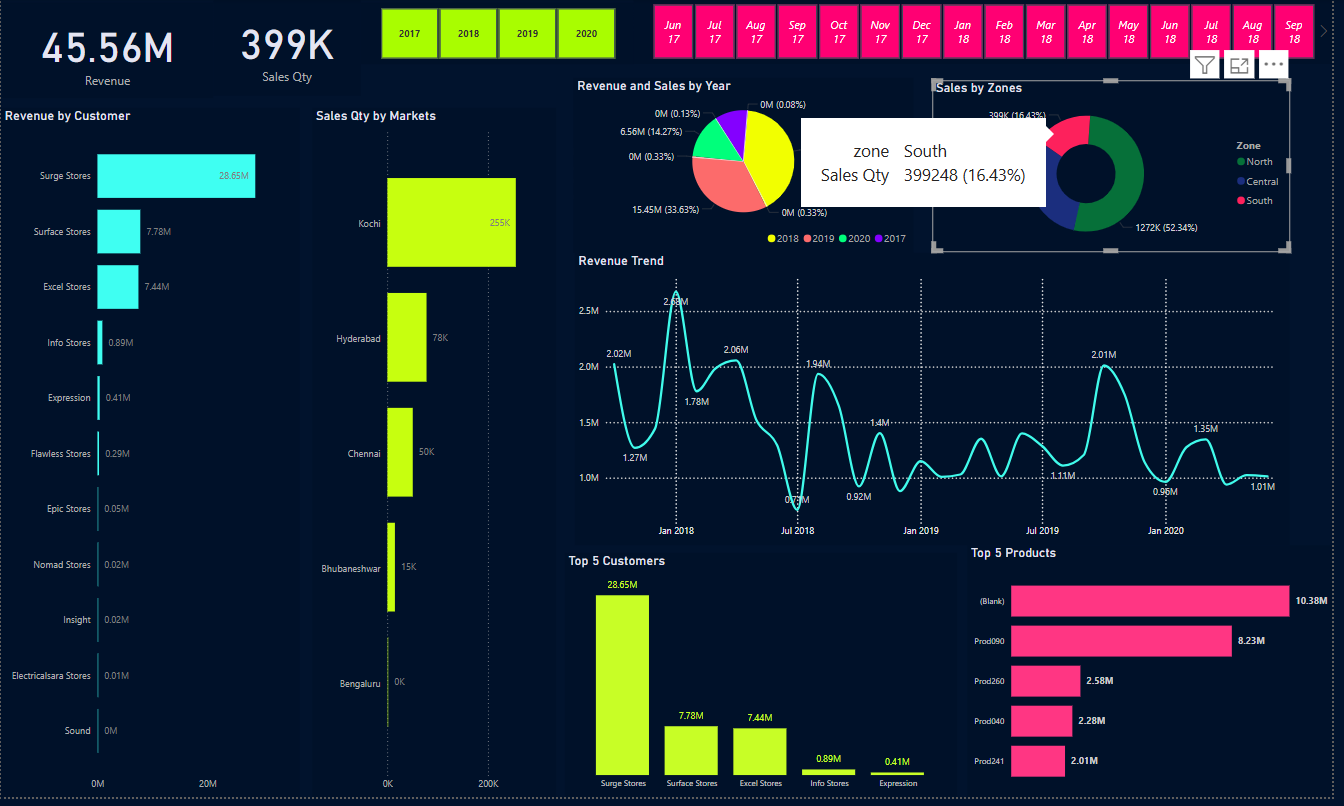 45.56M
Revenue
399K
Sales Qty
2017
2018
2019
2020
Jun
17
Jul
17
Aug
17
Sep
17
Oct
17
Nov
17
Dec
17
Jan
18
Feb
18
Mar
18
Apr
18
May
18
Jun
18
Jul
18
Aug
18
Sep
18
Revenue by Customer
Surge Stores
28.65M
Surface Stores
7.78M
Excel Stores
7.44M
Info Stores
0.89M
Expression
0.41M
Flawless Stores
0.29M
Epic Stores
0.05M
Nomad Stores
0.02M
Insight
0.02M
Electricalsara Stores
0.01M
Sound
0M
0M
20M
Sales Qty by Markets
Kochi
255K
Hyderabad
78K
Chennai
50K
Bhubaneshwar
15K
Bengaluru
0K
0K
200K
Revenue and Sales by Year
0M (0.08%)
0M (0.13%)
6.56M (14.27%)
0M (0.33%)
15.45M (33.63%)
0M (0.33%)
2018
2019
2020
2017
Sales by Zones
399K (16.43%)
zone South
Sales Qty 399248 (16.43%)
1272K (52.34%)
Zone
North
Central
South
Revenue Trend
2.5M
2.0M
1.5M
1.0M
2.02M
1.27M
1.78M
2.06M
1.94M
0.92M
1.4M
1.11M
2.01M
0.96M
1.35M
1.01M
Jan 2018
Jul 2018
Jan 2019
Jul 2019
Jan 2020
Top 5 Customers
28.65M
7.78M
7.44M
0.89M
0.41M
Surge Stores
Surface Stores
Excel Stores
Info Stores
Expression
Top 5 Products
(Blank)
10.38M
Prod090
8.23M
Prod260
2.58M
Prod040
2.28M
Prod241
2.01M